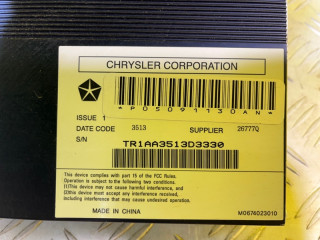 CHRYSLER CORPORATION
*P05091130AN*
ISSUE 1
DATE CODE 3513 SUPPLIER 26777Q
S/N TR1AA3513D3330
This device complies with part 15 of the FCC Rules.
Operation is subject to the following two conditions.
(1)This device may not cause harmful interference, and
(2)this device must accept any interference received,
including interference that may cause undesired operation.
MADE IN CHINA M0674023010